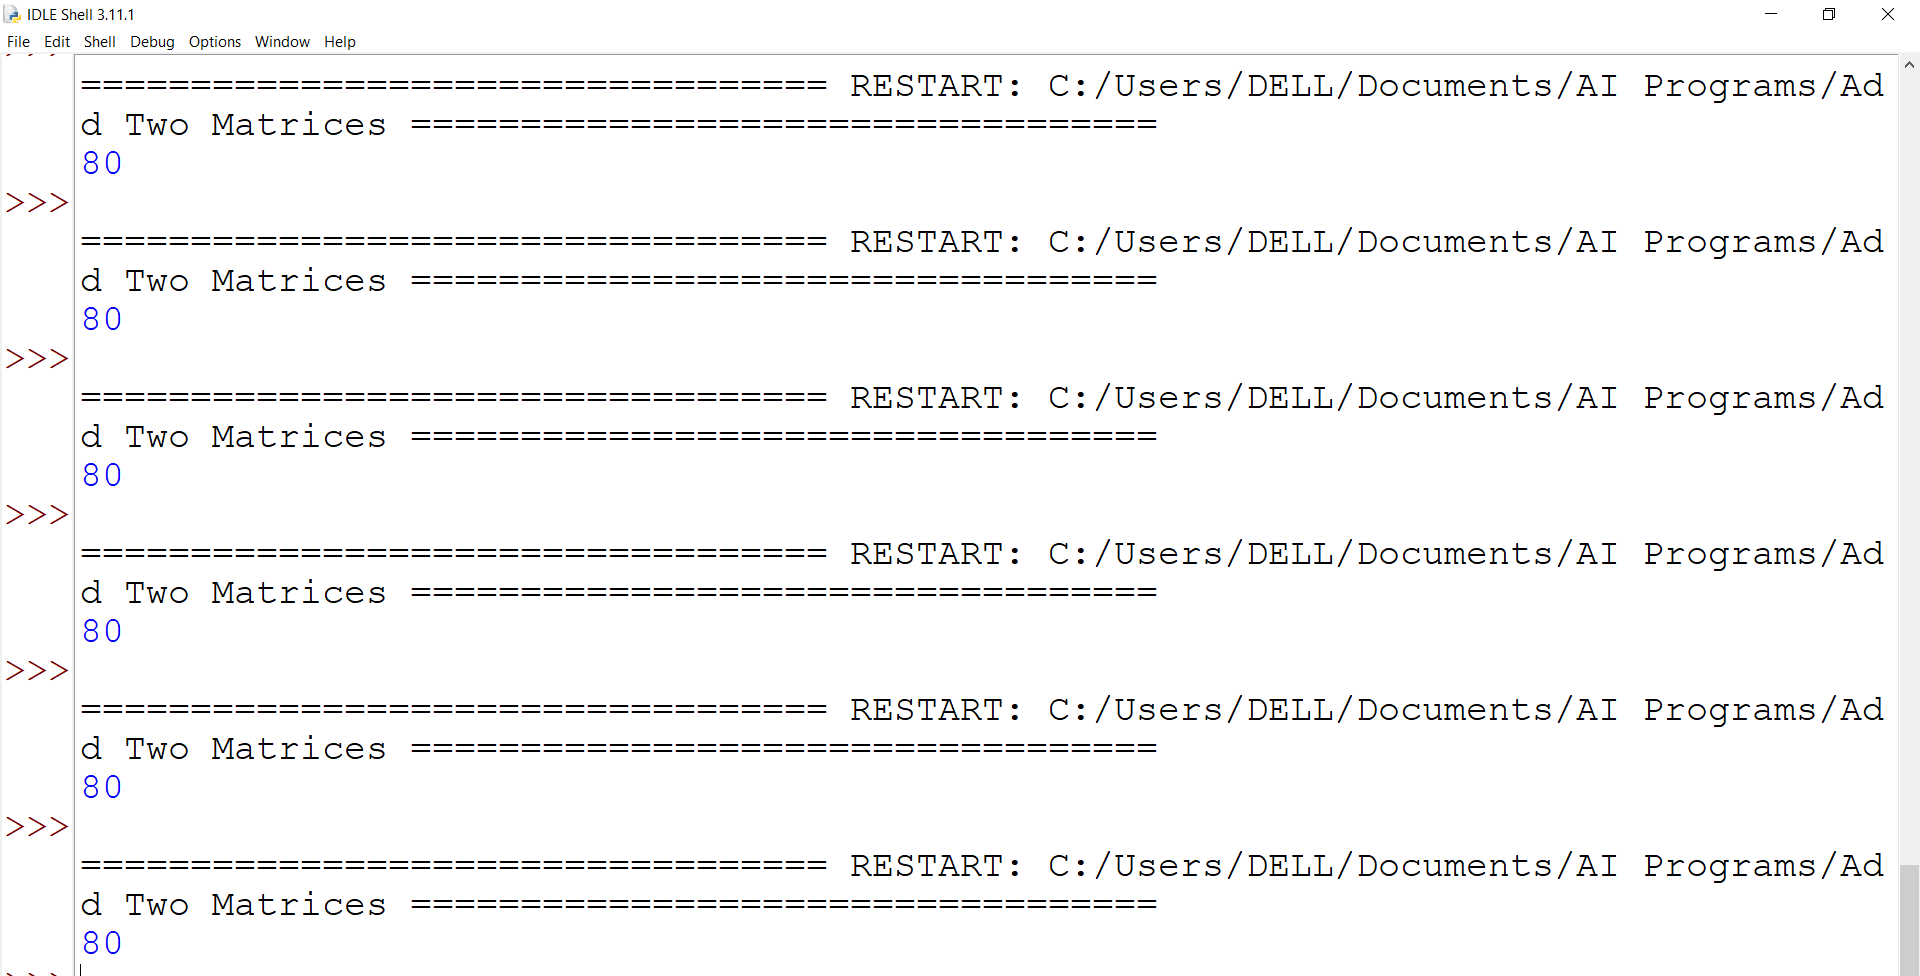 IDLE Shell 3.11.1
File Edit Shell Debug Options Window Help
================================== RESTART: C:/Users/DELL/Documents/AI Programs/Ad
d Two Matrices ==================================
80
>>>
================================== RESTART: C:/Users/DELL/Documents/AI Programs/Ad
d Two Matrices ==================================
80
>>>
================================== RESTART: C:/Users/DELL/Documents/AI Programs/Ad
d Two Matrices ==================================
80
>>>
================================== RESTART: C:/Users/DELL/Documents/AI Programs/Ad
d Two Matrices ==================================
80
>>>
================================== RESTART: C:/Users/DELL/Documents/AI Programs/Ad
d Two Matrices ==================================
80
>>>
================================== RESTART: C:/Users/DELL/Documents/AI Programs/Ad
d Two Matrices ==================================
80
>>>